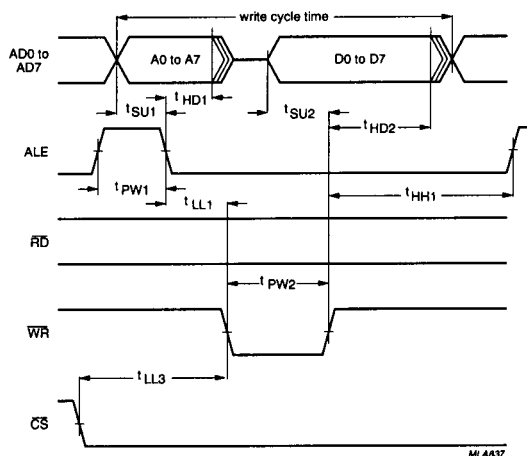 write cycle time
AD0 to
AD7
A0 to A7
D0 to D7
tSU1
tHD1
tSU2
tHD2
ALE
tPW1
tLL1
tHH1
RD
tPW2
WR
tLL3
CS
MLA637